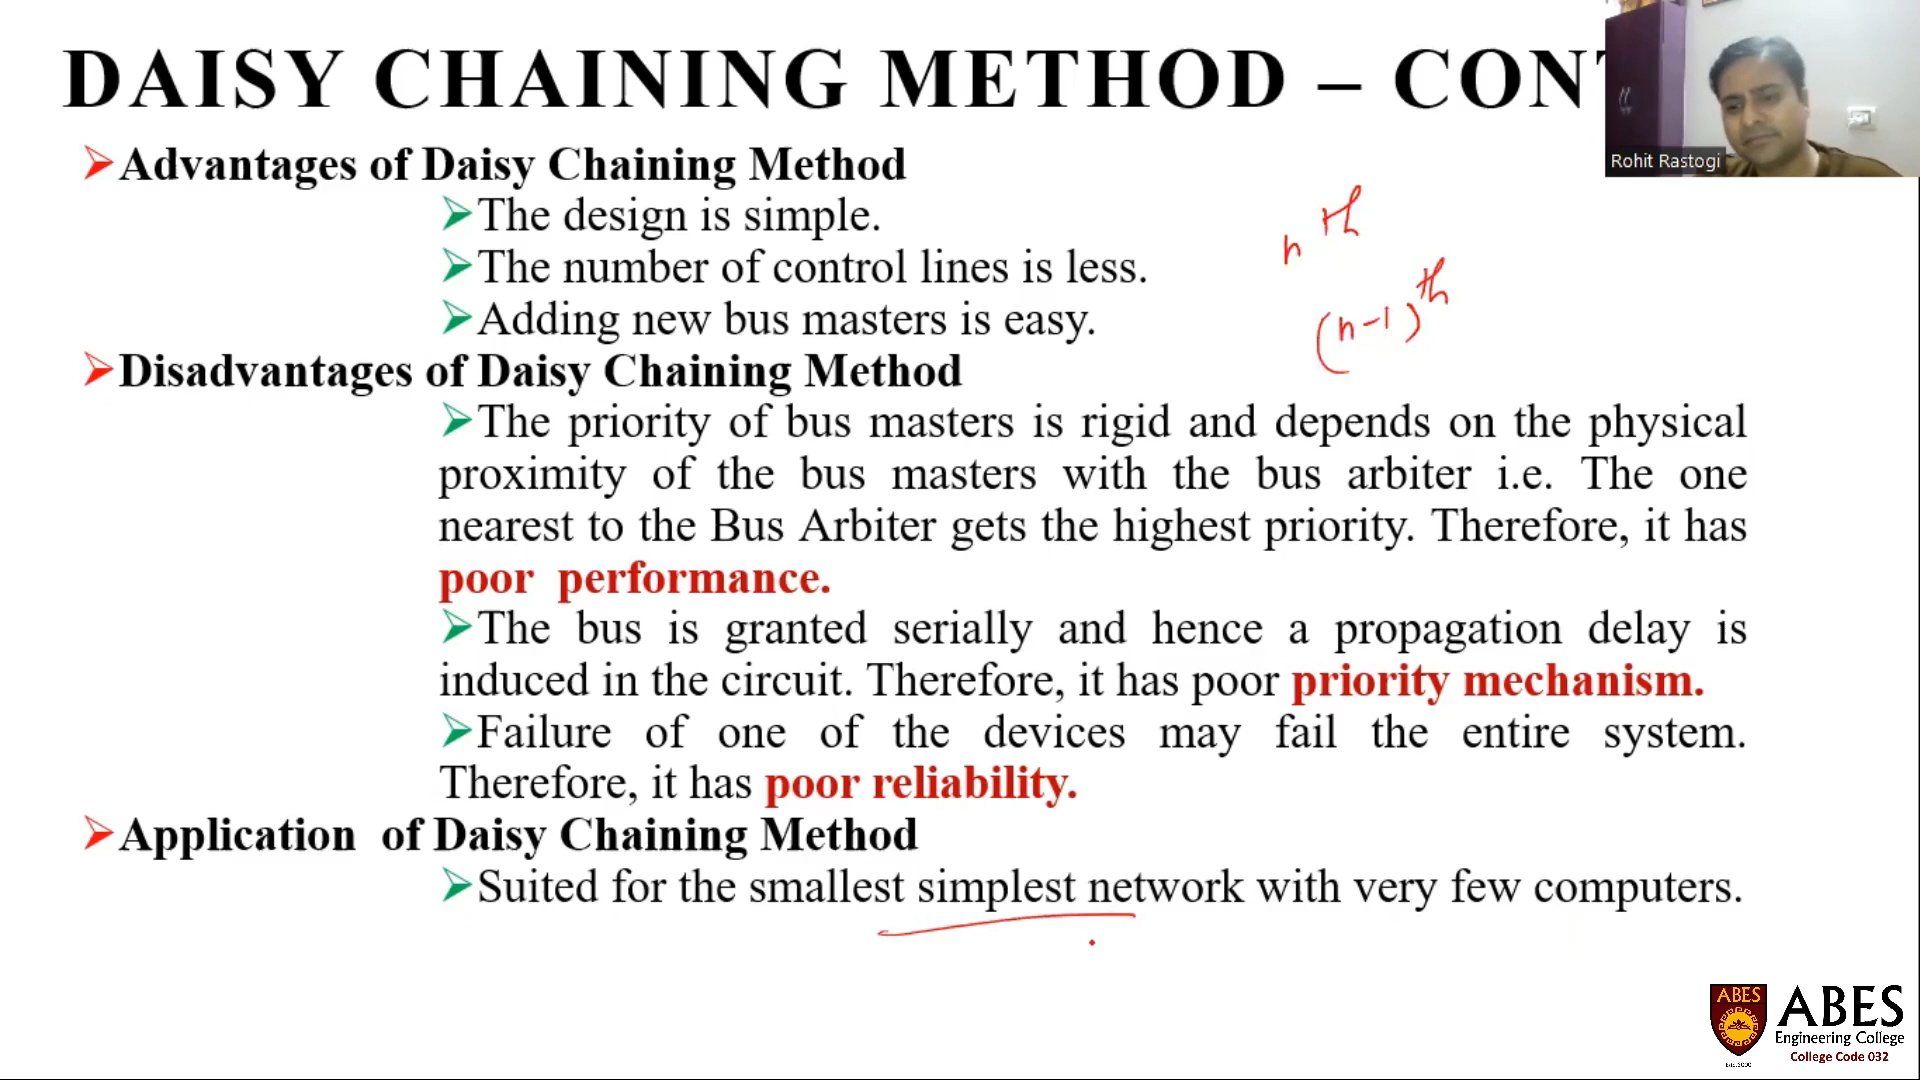 DAISY CHAINING METHOD – CONT
Rohit Rastogi
➤Advantages of Daisy Chaining Method
➤The design is simple.
➤The number of control lines is less.
➤Adding new bus masters is easy.
n th
(n-1) th
➤Disadvantages of Daisy Chaining Method
➤The priority of bus masters is rigid and depends on the physical
proximity of the bus masters with the bus arbiter i.e. The one
nearest to the Bus Arbiter gets the highest priority. Therefore, it has
poor performance.
➤The bus is granted serially and hence a propagation delay is
induced in the circuit. Therefore, it has poor priority mechanism.
➤Failure of one of the devices may fail the entire system.
Therefore, it has poor reliability.
➤Application of Daisy Chaining Method
➤Suited for the smallest simplest network with very few computers.
ABES
ABES
Engineering College
College Code 032